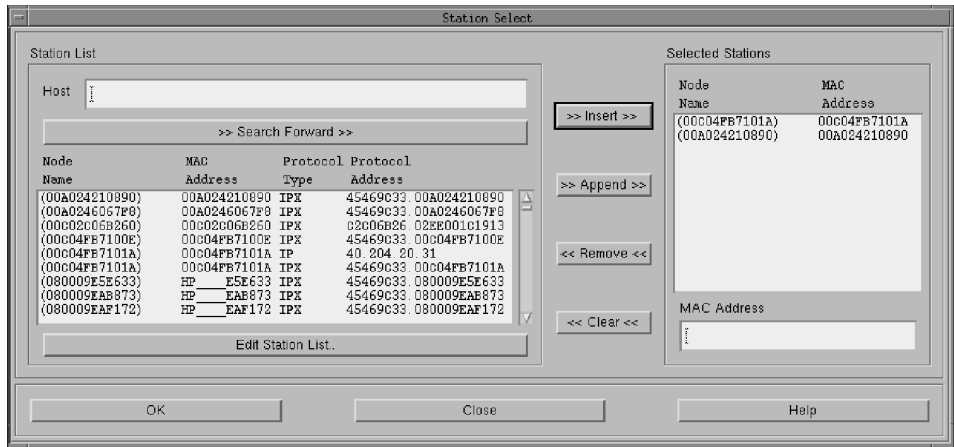 Station Select
Station List
Host
>> Search Forward >>
Node MAC Protocol Protocol
Name Address Type Address
(00A024210890) 00A024210890 IPX 45469C33.00A024210890
(00A0246067F8) 00A0246067F8 IPX 45469C33.00A0246067F8
(00C02C06B260) 00C02C06B260 IPX C2C06B26.02EE001C1913
(00C04FB7100E) 00C04FB7100E IPX 45469C33.00C04FB7100E
(00C04FB7101A) 00C04FB7101A IP 40.204.20.31
(00C04FB7101A) 00C04FB7101A IPX 45469C33.00C04FB7101A
(080009E5E633) HP____E5E633 IPX 45469C33.080009E5E633
(080009EAB873) HP____EAB873 IPX 45469C33.080009EAB873
(080009EAF172) HP____EAF172 IPX 45469C33.080009EAF172
Edit Station List..
>> Insert >>
>> Append >>
<< Remove <<
<< Clear <<
Selected Stations
Node MAC
Name Address
(00C04FB7101A) 00C04FB7101A
(00A024210890) 00A024210890
MAC Address
OK
Close
Help